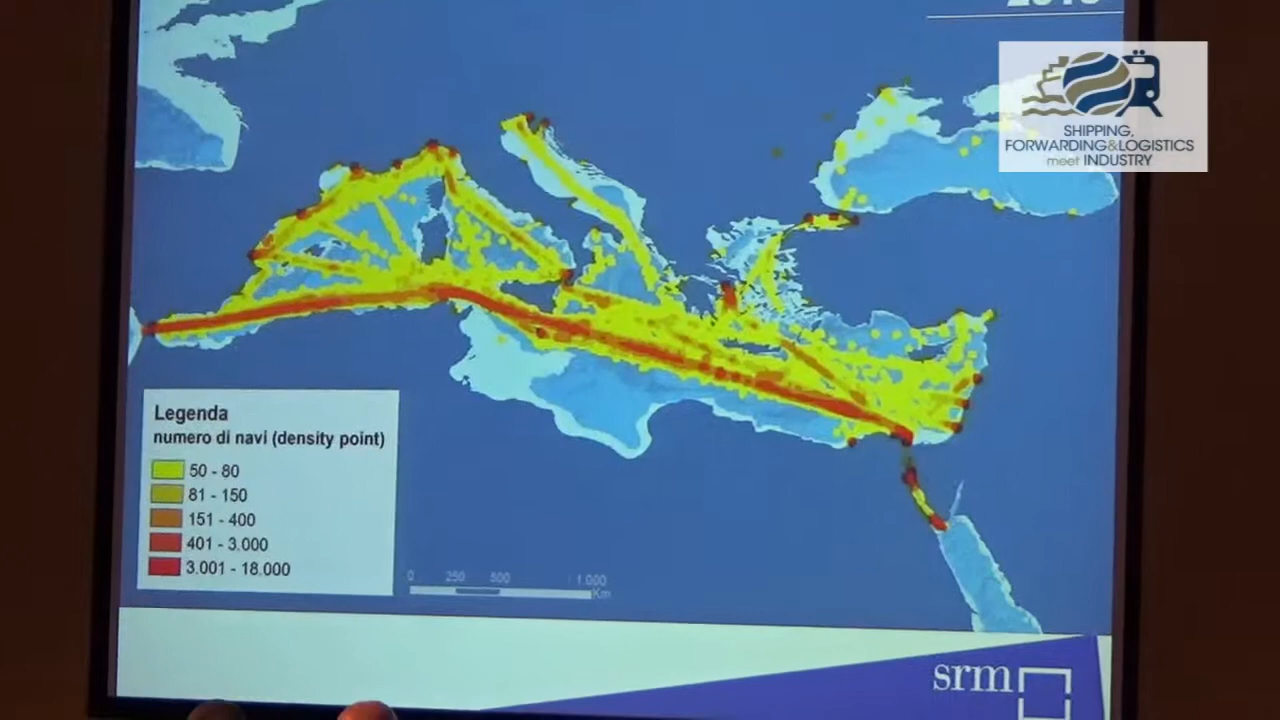 SHIPPING,
FORWARDING&LOGISTICS
meet INDUSTRY
Legenda
numero di navi (density point)
50 - 80
81 - 150
151 - 400
401 - 3.000
3.001 - 18.000
0 250 500 1.000
Km
srm